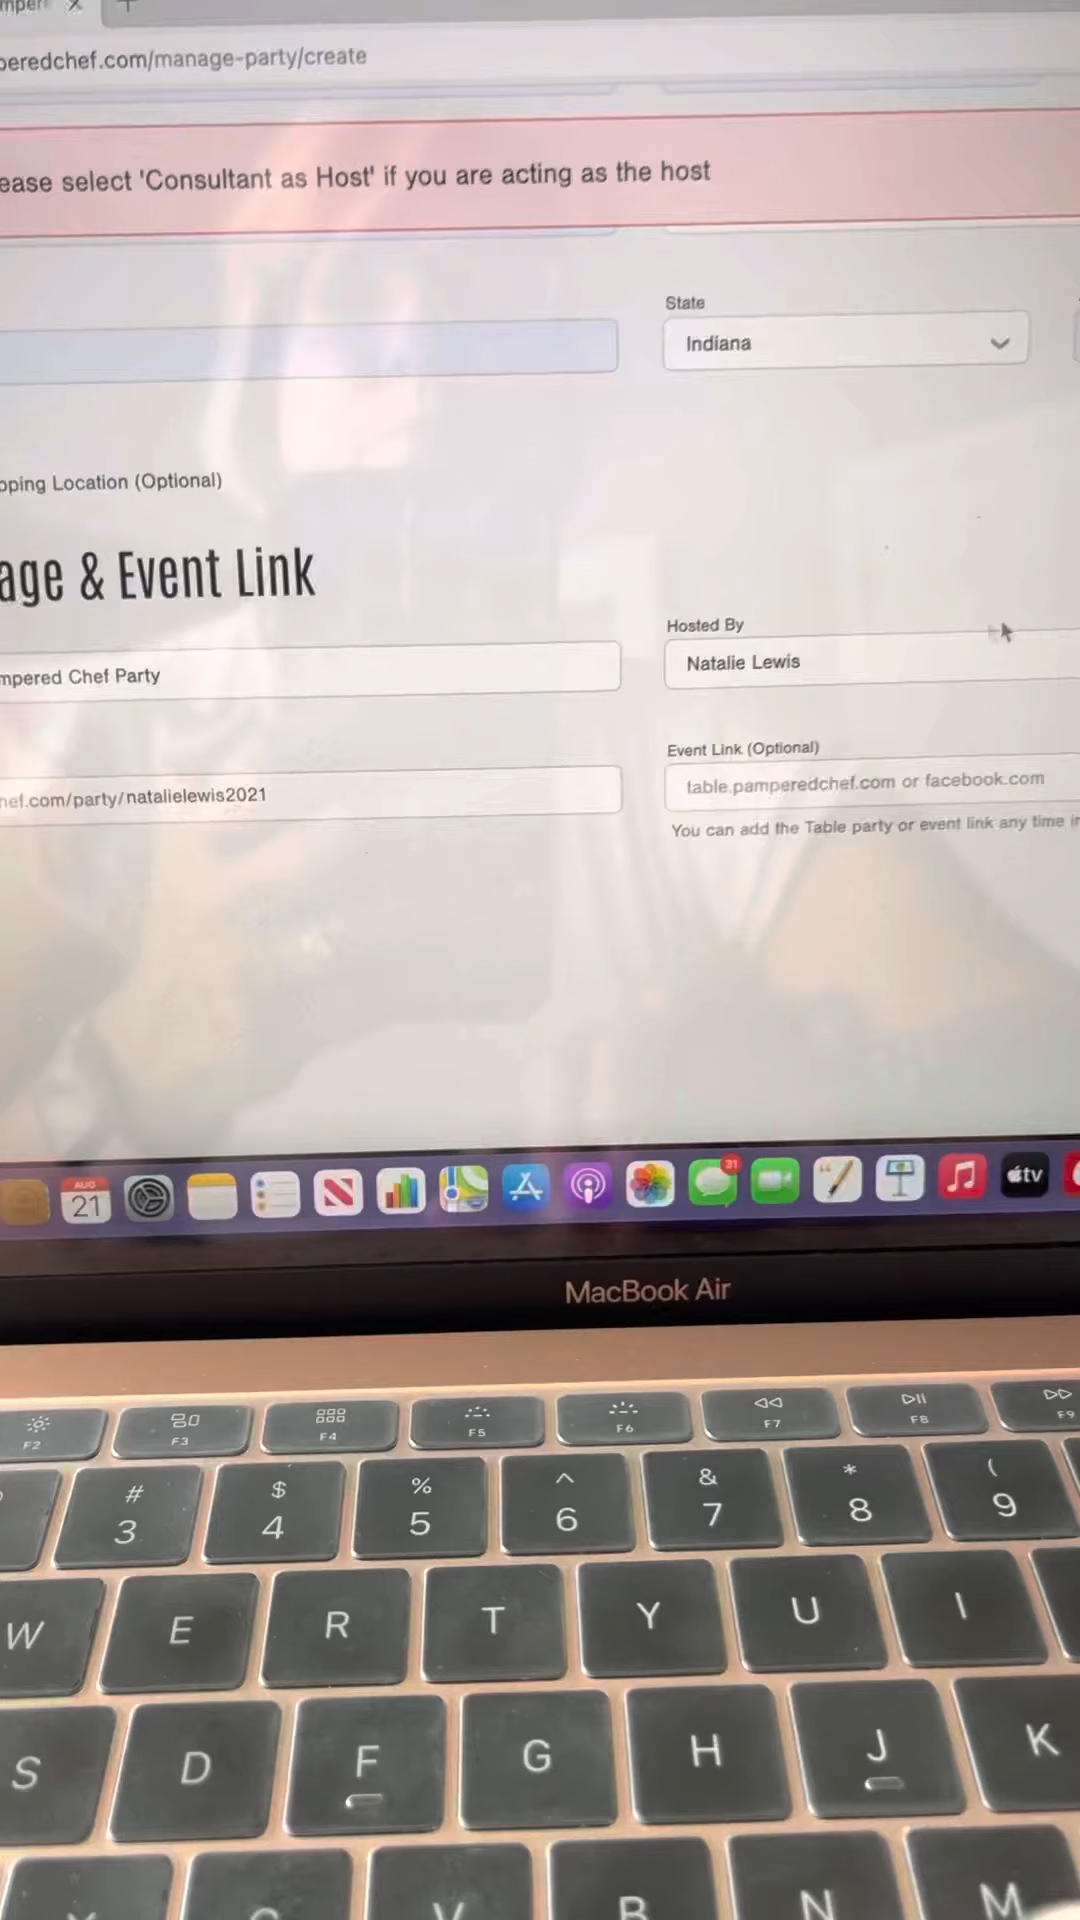 peredchef.com/manage-party/create
ease select 'Consultant as Host' if you are acting as the host
State
Indiana
pping Location (Optional)
age & Event Link
Hosted By
mpered Chef Party
Natalie Lewis
Event Link (Optional)
hef.com/party/natalielewis2021
table.pamperedchef.com or facebook.com
You can add the Table party or event link any time in
AUG
21
31
tv
MacBook Air
F2 F3 F4 F5 F6 F7 F8 F9
# $ % ^ & * (
3 4 5 6 7 8 9
W E R T Y U I
S D F G H J K
V B N M